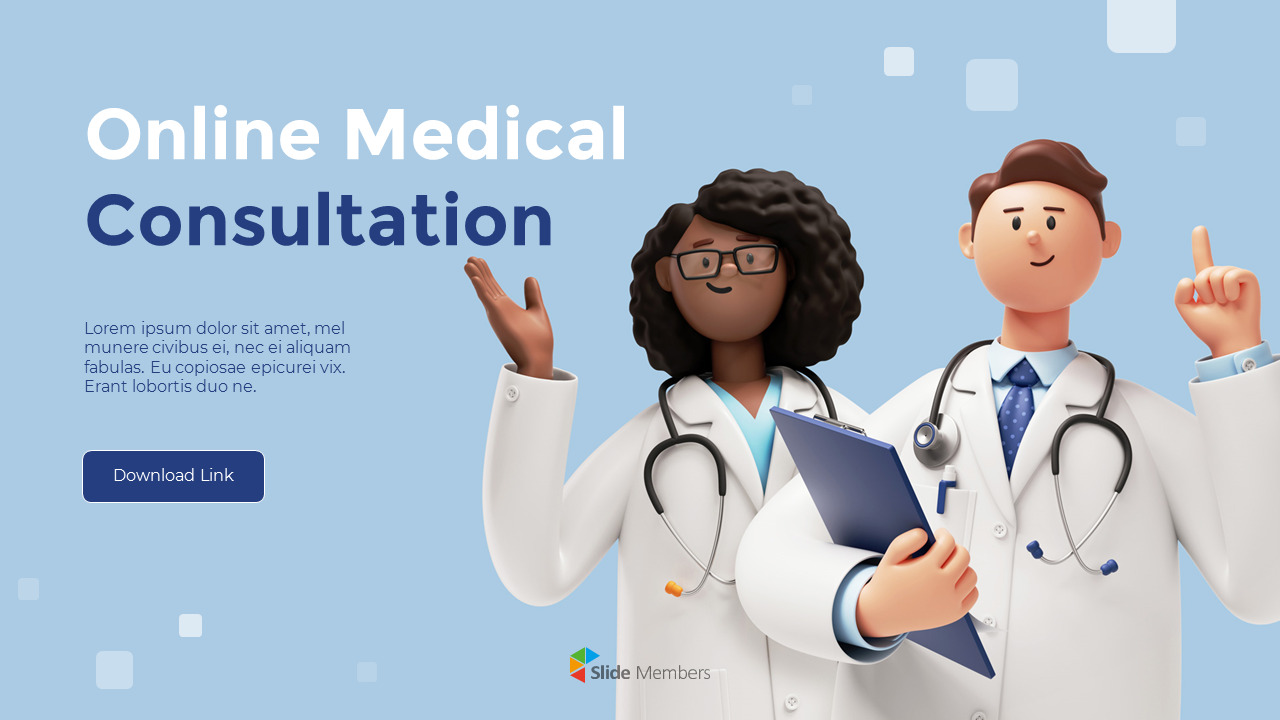 Online Medical
Consultation
Lorem ipsum dolor sit amet, mel
munere civibus ei, nec ei aliquam
fabulas. Eu copiosae epicurei vix.
Erant lobortis duo ne.
Download Link
Slide Members